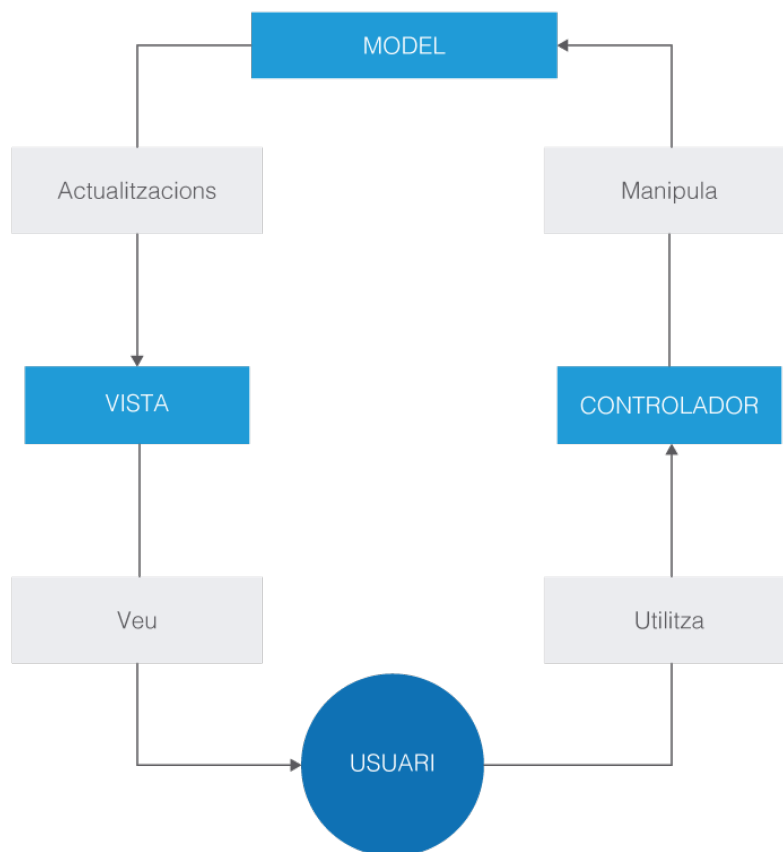 MODEL
Actualitzacions
Manipula
VISTA
CONTROLADOR
Veu
Utilitza
USUARI